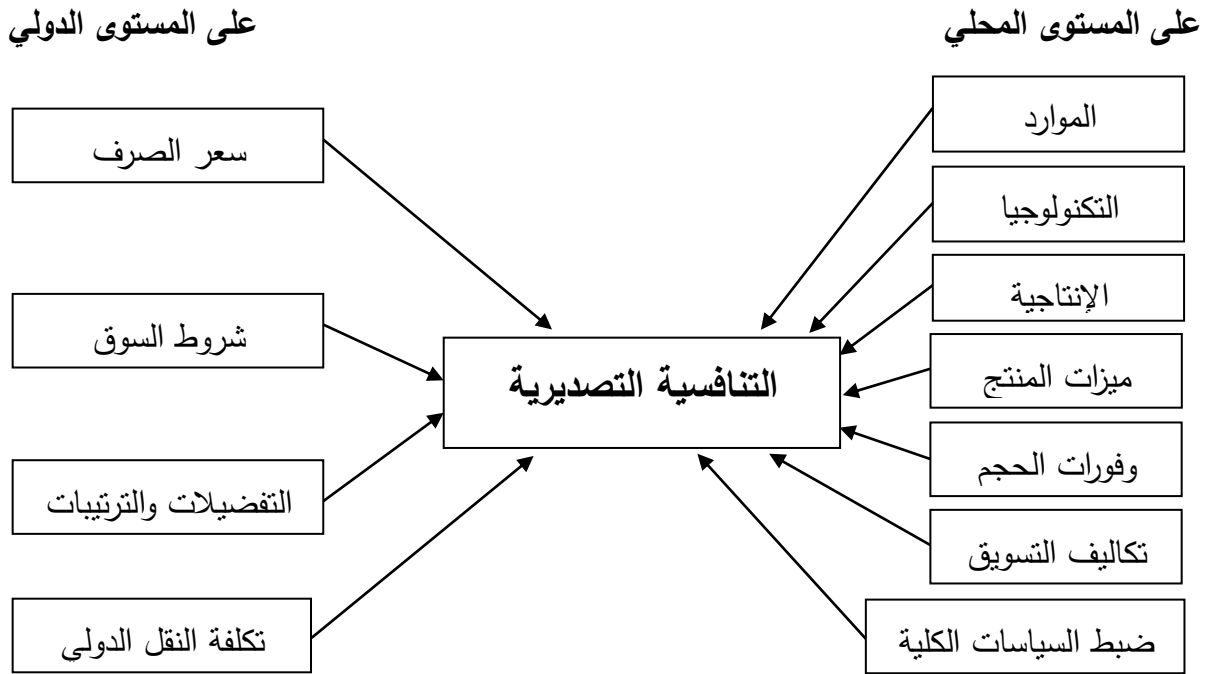 على المستوى المحلي
على المستوى الدولي
الموارد
التكنولوجيا
الإنتاجية
ميزات المنتج
وفورات الحجم
تكاليف التسويق
ضبط السياسات الكلية
التنافسية التصديرية
سعر الصرف
شروط السوق
التفضيلات والترتيبات
تكلفة النقل الدولي